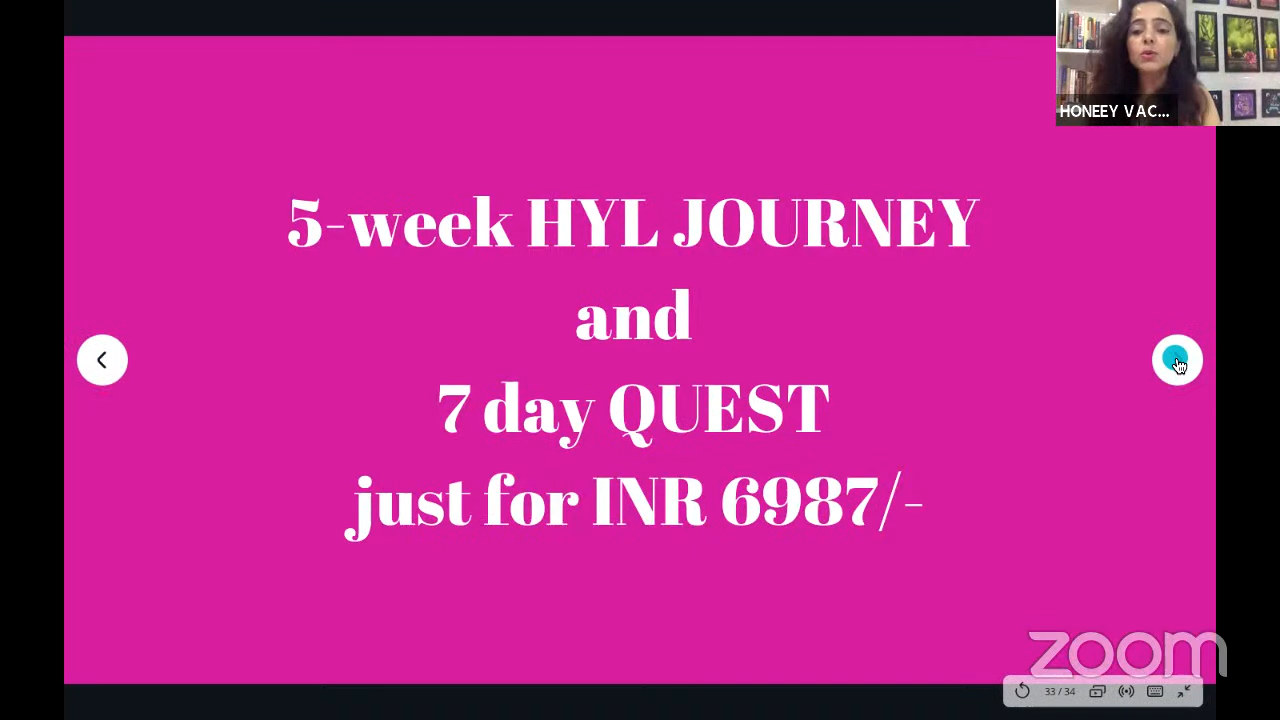 HONEEY VAC...
5-week HYL JOURNEY
and
7 day QUEST
just for INR 6987/-
zoom
33 / 34